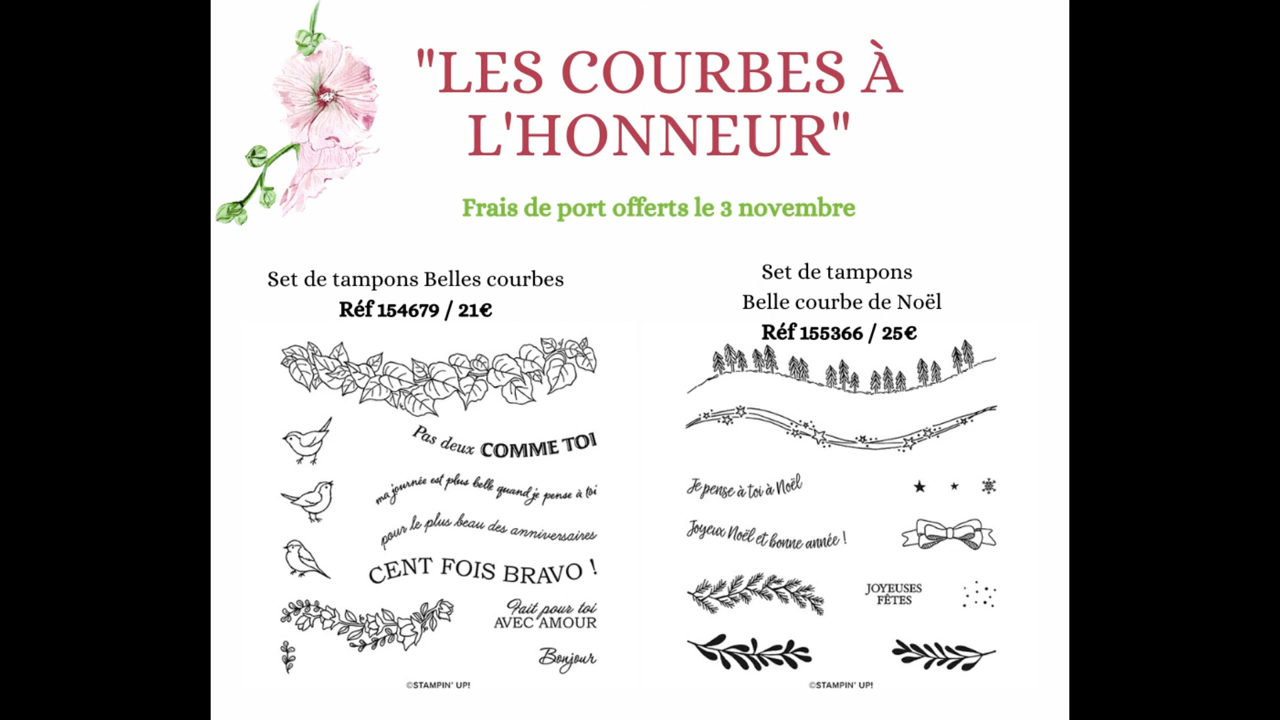 "LES COURBES À
L'HONNEUR"
Frais de port offerts le 3 novembre
Set de tampons Belles courbes
Réf 154679 / 21€
Pas deux COMME TOI
ma journée est plus belle quand je pense à toi
pour le plus beau des anniversaires
CENT FOIS BRAVO !
Fait pour toi
AVEC AMOUR
Bonjour
©STAMPIN' UP!
Set de tampons
Belle courbe de Noël
Réf 155366 / 25€
Je pense à toi à Noël
Joyeux Noël et bonne année !
JOYEUSES
FÊTES
©STAMPIN' UP!